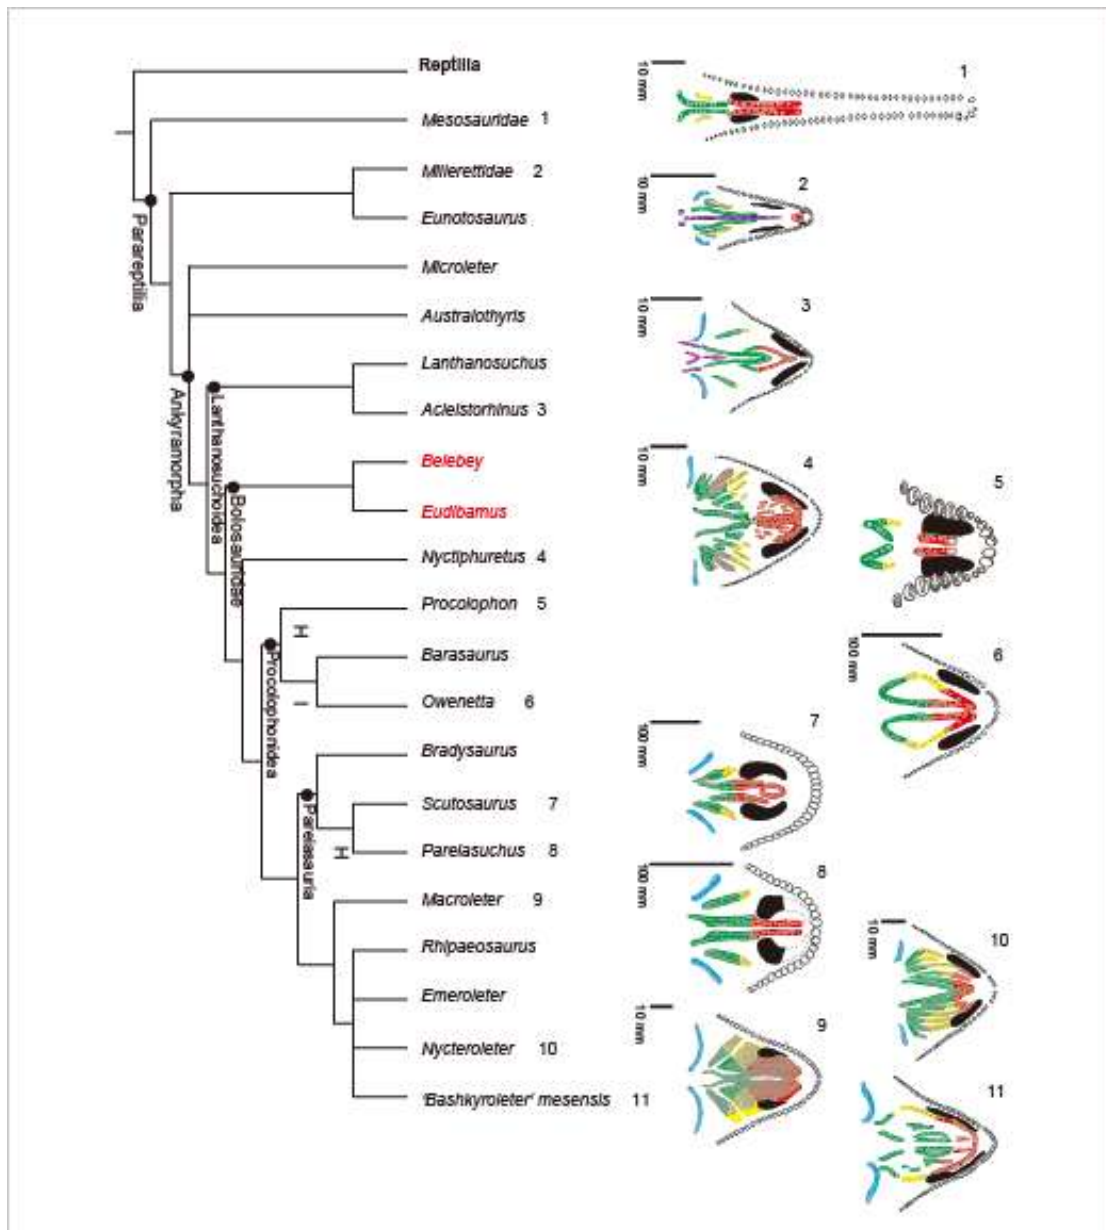 Reptilia
Mesosauridae 1
Millerettidae 2
Eunotosaurus
Microleter
Australothyris
Lanthanosuchus
Acleistorhinus 3
Belebey
Eudibamus
Nyctiphuretus 4
Procolophon 5
Barasaurus
Owenetta 6
Bradysaurus
Scutosaurus 7
Pareiasuchus 8
Macroleter 9
Rhipaeosaurus
Emeroleter
Nycteroleter 10
'Bashkyroleter' mesensis 11
Parareptilia
Ankyramorpha
Lanthanosuchoidea
Bolosauridae
Procolophonidea
Pareiasauria
H
I
H
10 mm
1
10 mm
2
10 mm
3
10 mm
4
5
100 mm
6
100 mm
7
100 mm
8
10 mm
9
10 mm
10
11